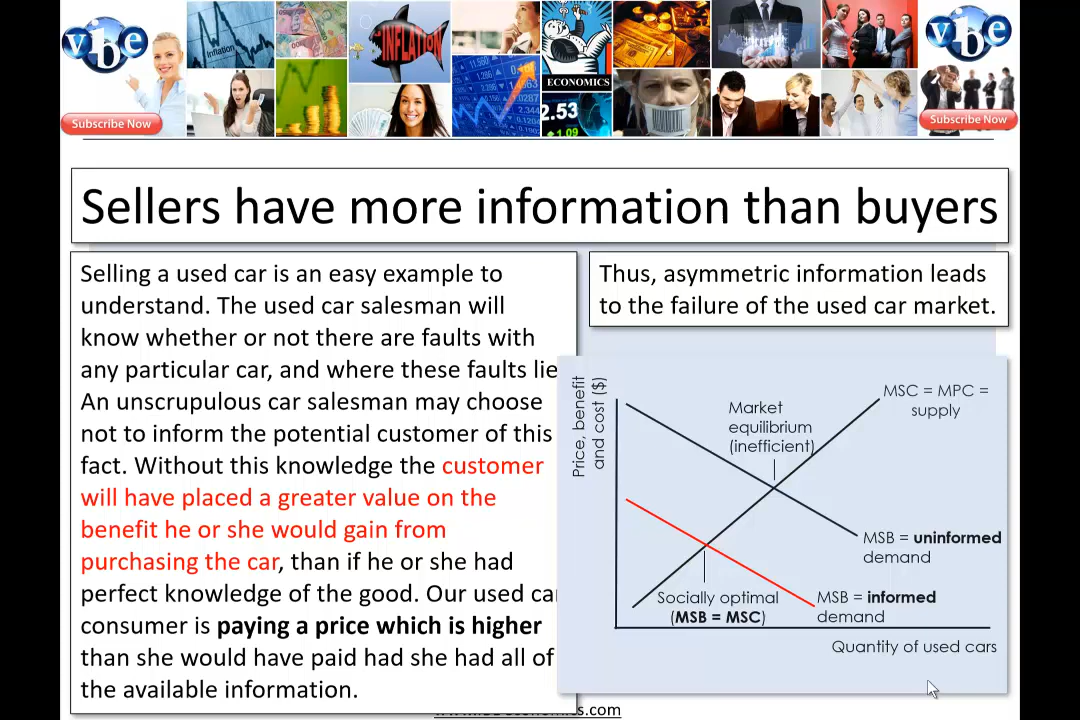 vbe
Subscribe Now
Inflation
INFLATION
ECONOMICS
2.53
1.09
vbe
Subscribe Now
Sellers have more information than buyers
Selling a used car is an easy example to
understand. The used car salesman will
know whether or not there are faults with
any particular car, and where these faults lie
An unscrupulous car salesman may choose
not to inform the potential customer of this
fact. Without this knowledge the customer
will have placed a greater value on the
benefit he or she would gain from
purchasing the car, than if he or she had
perfect knowledge of the good. Our used car
consumer is paying a price which is higher
than she would have paid had she had all of
the available information.
Thus, asymmetric information leads
to the failure of the used car market.
Price, benefit
and cost ($)
Market
equilibrium
(inefficient)
MSC = MPC =
supply
MSB = uninformed
demand
Socially optimal
(MSB = MSC)
MSB = informed
demand
Quantity of used cars